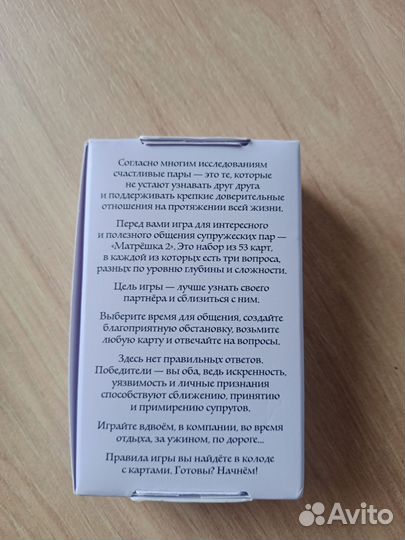 Согласно многим исследованиям
счастливые пары — это те, которые
не устают узнавать друг друга
и поддерживать крепкие доверительные
отношения на протяжении всей жизни.
Перед вами игра для интересного
и полезного общения супружеских пар —
«Матрёшка 2». Это набор из 53 карт,
в каждой из которых есть три вопроса,
разных по уровню глубины и сложности.
Цель игры — лучше узнать своего
партнёра и сблизиться с ним.
Выберите время для общения, создайте
благоприятную обстановку, возьмите
любую карту и отвечайте на вопросы.
Здесь нет правильных ответов.
Победители — вы оба, ведь искренность,
уязвимость и личные признания
способствуют сближению, принятию
и примирению супругов.
Играйте вдвоём, в компании, во время
отдыха, за ужином, по дороге...
Правила игры вы найдёте в колоде
с картами. Готовы? Начнём!
Avito